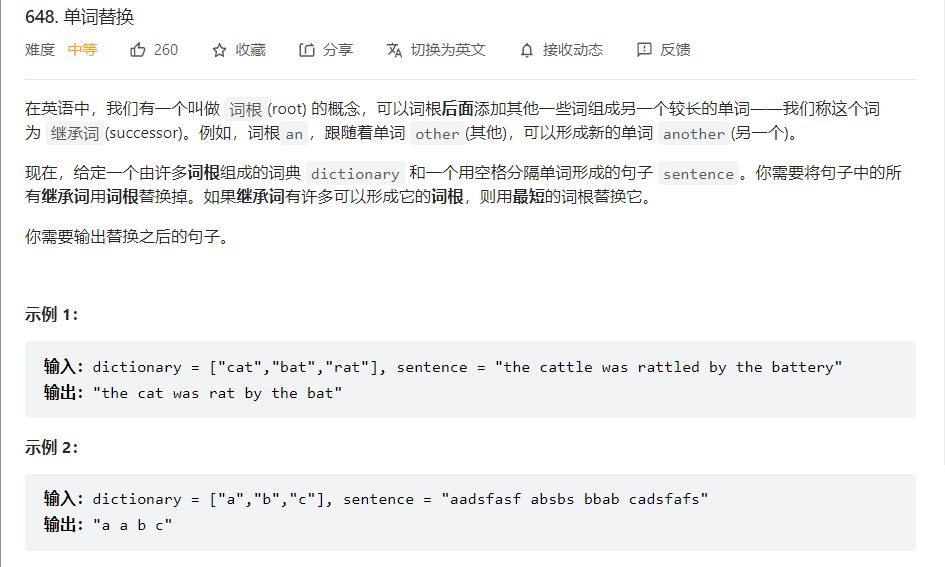 648. 单词替换
难度 中等 260 收藏 分享 切换为英文 接收动态 反馈
在英语中，我们有一个叫做 词根 (root) 的概念，可以词根后面添加其他一些词组成另一个较长的单词——我们称这个词
为 继承词 (successor)。例如，词根 an ，跟随着单词 other (其他)，可以形成新的单词 another (另一个)。
现在，给定一个由许多词根组成的词典 dictionary 和一个用空格分隔单词形成的句子 sentence 。你需要将句子中的所
有继承词用词根替换掉。如果继承词有许多可以形成它的词根，则用最短的词根替换它。
你需要输出替换之后的句子。
示例 1：
输入：dictionary = ["cat","bat","rat"], sentence = "the cattle was rattled by the battery"
输出："the cat was rat by the bat"
示例 2：
输入：dictionary = ["a","b","c"], sentence = "aadsfasf absbs bbab cadsfafs"
输出："a a b c"